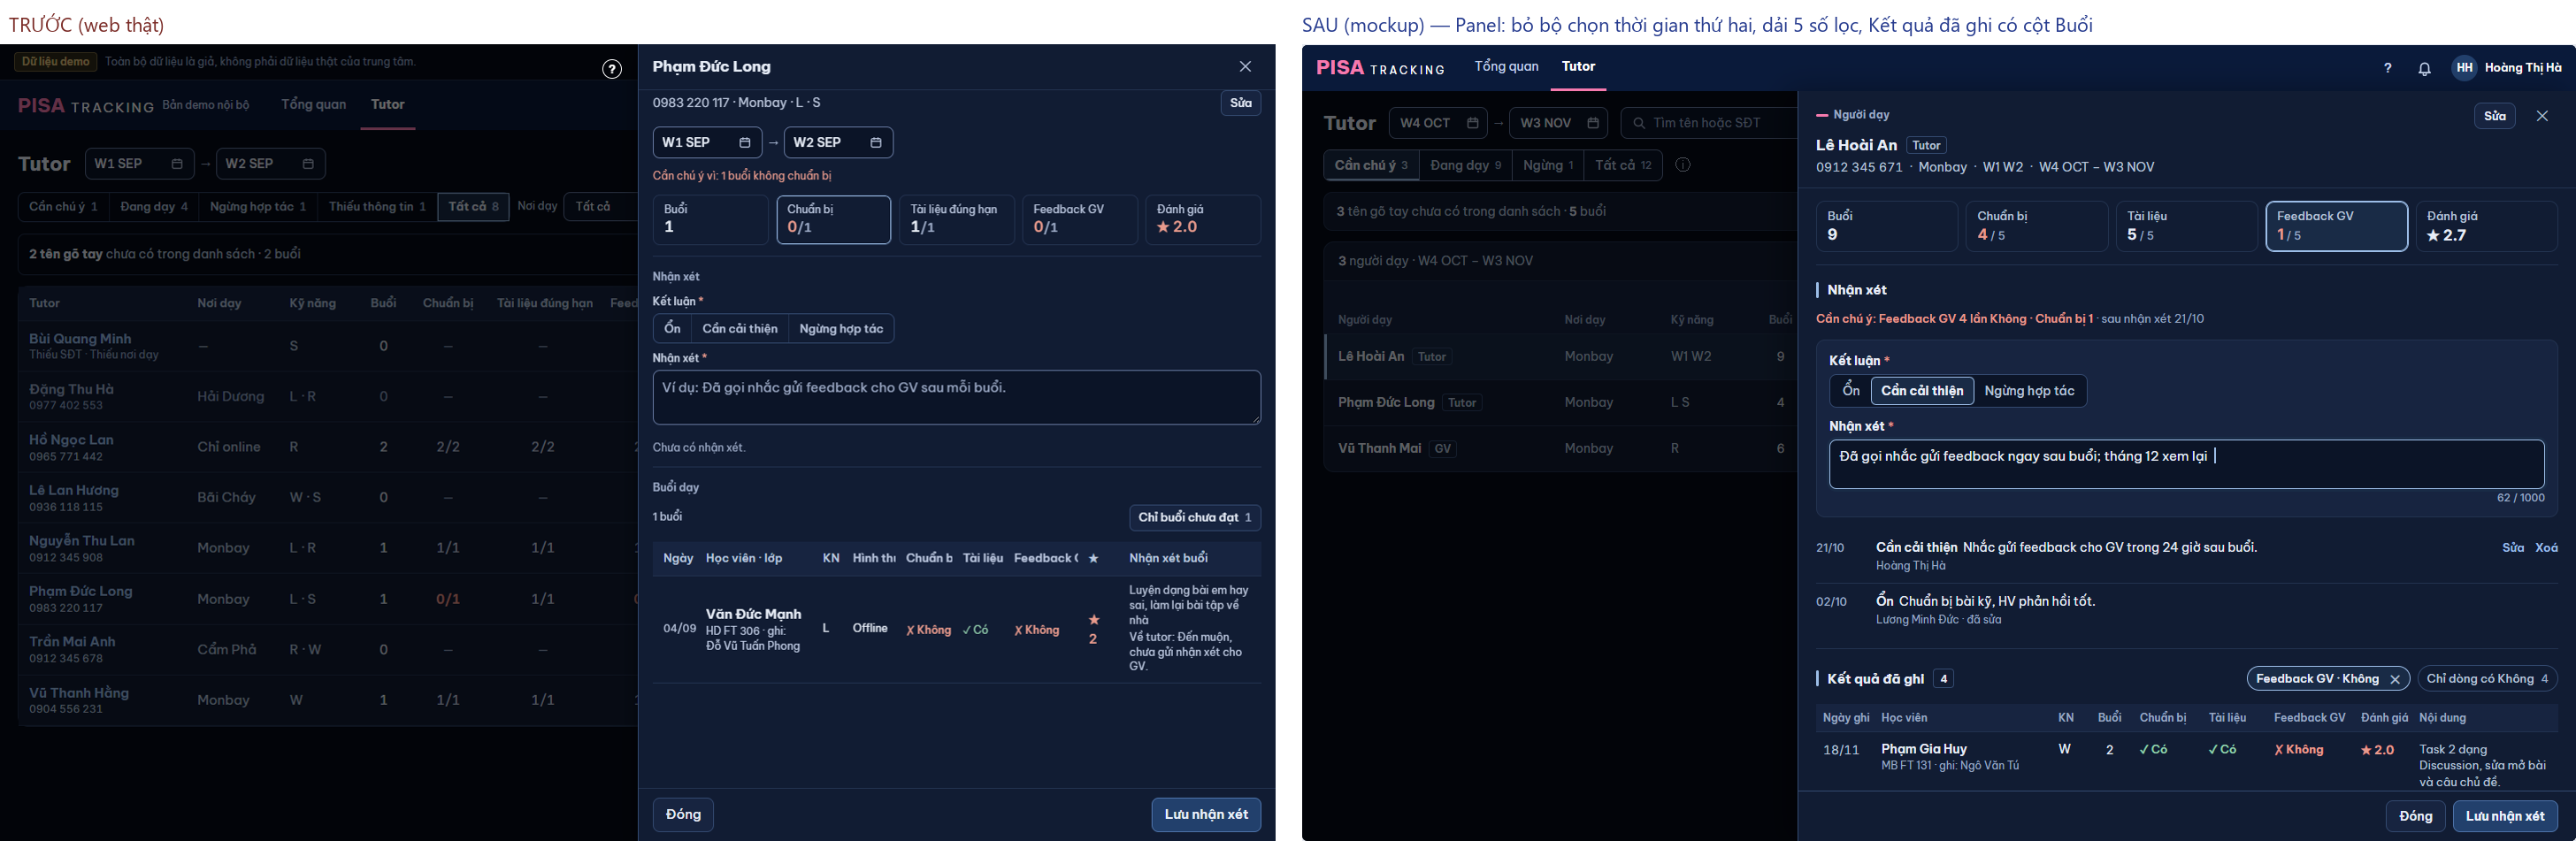 TRƯỚC (web thật)
Dữ liệu demo Toàn bộ dữ liệu là giả, không phải dữ liệu thật của trung tâm.
?
PISA TRACKING Bản demo nội bộ Tổng quan Tutor
Tutor W1 SEP → W2 SEP
Cần chú ý 1 Đang dạy 4 Ngừng hợp tác 1 Thiếu thông tin 1 Tất cả 8 Nơi dạy Tất cả
2 tên gõ tay chưa có trong danh sách · 2 buổi
Tutor Nơi dạy Kỹ năng Buổi Chuẩn bị Tài liệu đúng hạn Feed
Bùi Quang Minh — S 0 — —
Thiếu SĐT · Thiếu nơi dạy
Đặng Thu Hà Hải Dương L · R 0 — —
0977 402 553
Hồ Ngọc Lan Chỉ online R 2 2/2 2/2
0965 771 442
Lê Lan Hương Bãi Cháy W · S 0 — —
0936 118 115
Nguyễn Thu Lan Monbay L · R 1 1/1 1/1
0912 345 908
Phạm Đức Long Monbay L · S 1 0/1 1/1
0983 220 117
Trần Mai Anh Cẩm Phả R · W 0 — —
0912 345 678
Vũ Thanh Hằng Monbay W 1 1/1 1/1
0904 556 231
Phạm Đức Long
0983 220 117 · Monbay · L · S Sửa
W1 SEP → W2 SEP
Cần chú ý vì: 1 buổi không chuẩn bị
Buổi Chuẩn bị Tài liệu đúng hạn Feedback GV Đánh giá
1 0/1 1/1 0/1 ★ 2.0
Nhận xét
Kết luận *
Ổn Cần cải thiện Ngừng hợp tác
Nhận xét *
Ví dụ: Đã gọi nhắc gửi feedback cho GV sau mỗi buổi.
Chưa có nhận xét.
Buổi dạy
1 buổi Chỉ buổi chưa đạt 1
Ngày Học viên · lớp KN Hình thứ Chuẩn b Tài liệu Feedback G ★ Nhận xét buổi
04/09 Văn Đức Mạnh L Offline ✗ Không ✓ Có ✗ Không ★ 2
HD FT 306 · ghi:
Đỗ Vũ Tuấn Phong
Luyện dạng bài em hay
sai, làm lại bài tập về
nhà
Về tutor: Đến muộn,
chưa gửi nhận xét cho
GV.
Đóng Lưu nhận xét
SAU (mockup) — Panel: bỏ bộ chọn thời gian thứ hai, dải 5 số lọc, Kết quả đã ghi có cột Buổi
PISA TRACKING Tổng quan Tutor ? HH Hoàng Thị Hà
Tutor W4 OCT → W3 NOV Tìm tên hoặc SĐT
Cần chú ý 3 Đang dạy 9 Ngừng 1 Tất cả 12
3 tên gõ tay chưa có trong danh sách · 5 buổi
3 người dạy · W4 OCT – W3 NOV
Người dạy Nơi dạy Kỹ năng Buổi
Lê Hoài An Tutor Monbay W1 W2 9
Phạm Đức Long Tutor Monbay L S 4
Vũ Thanh Mai GV Monbay R 6
Người dạy Sửa
Lê Hoài An Tutor
0912 345 671 · Monbay · W1 W2 · W4 OCT – W3 NOV
Buổi Chuẩn bị Tài liệu Feedback GV Đánh giá
9 4 / 5 5 / 5 1 / 5 ★ 2.7
Nhận xét
Cần chú ý: Feedback GV 4 lần Không · Chuẩn bị 1 · sau nhận xét 21/10
Kết luận *
Ổn Cần cải thiện Ngừng hợp tác
Nhận xét *
Đã gọi nhắc gửi feedback ngay sau buổi; tháng 12 xem lại
62 / 1000
21/10 Cần cải thiện Nhắc gửi feedback cho GV trong 24 giờ sau buổi. Sửa Xoá
Hoàng Thị Hà
02/10 Ổn Chuẩn bị bài kỹ, HV phản hồi tốt.
Lương Minh Đức · đã sửa
Kết quả đã ghi 4 Feedback GV · Không Chỉ dòng có Không 4
Ngày ghi Học viên KN Buổi Chuẩn bị Tài liệu Feedback GV Đánh giá Nội dung
18/11 Phạm Gia Huy W 2 ✓ Có ✓ Có ✗ Không ★ 2.0 Task 2 dạng
MB FT 131 · ghi: Ngô Văn Tú Discussion, sửa mở bài
và câu chủ đề.
Đóng Lưu nhận xét